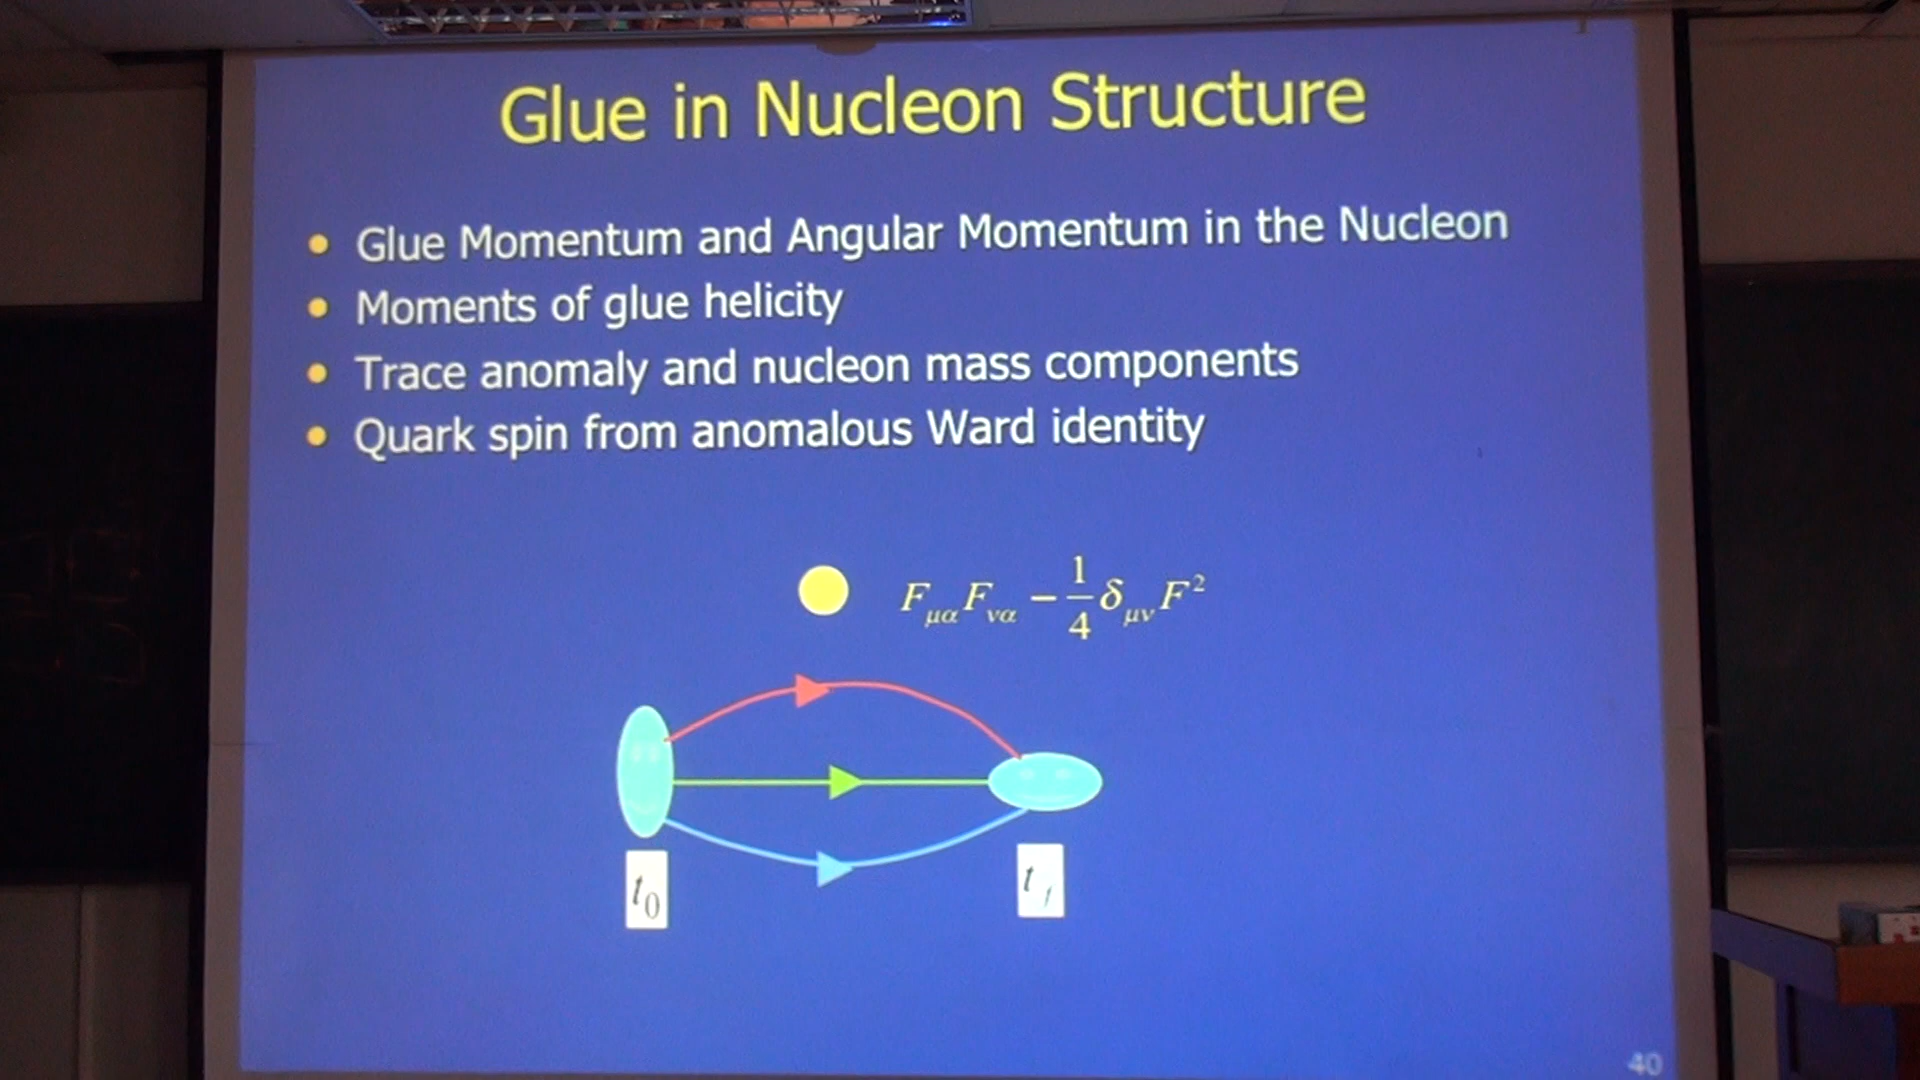 Glue in Nucleon Structure
• Glue Momentum and Angular Momentum in the Nucleon
• Moments of glue helicity
• Trace anomaly and nucleon mass components
• Quark spin from anomalous Ward identity
F_{μα}F_{να} − \frac{1}{4}δ_{μν}F²
t_0
t_f
40